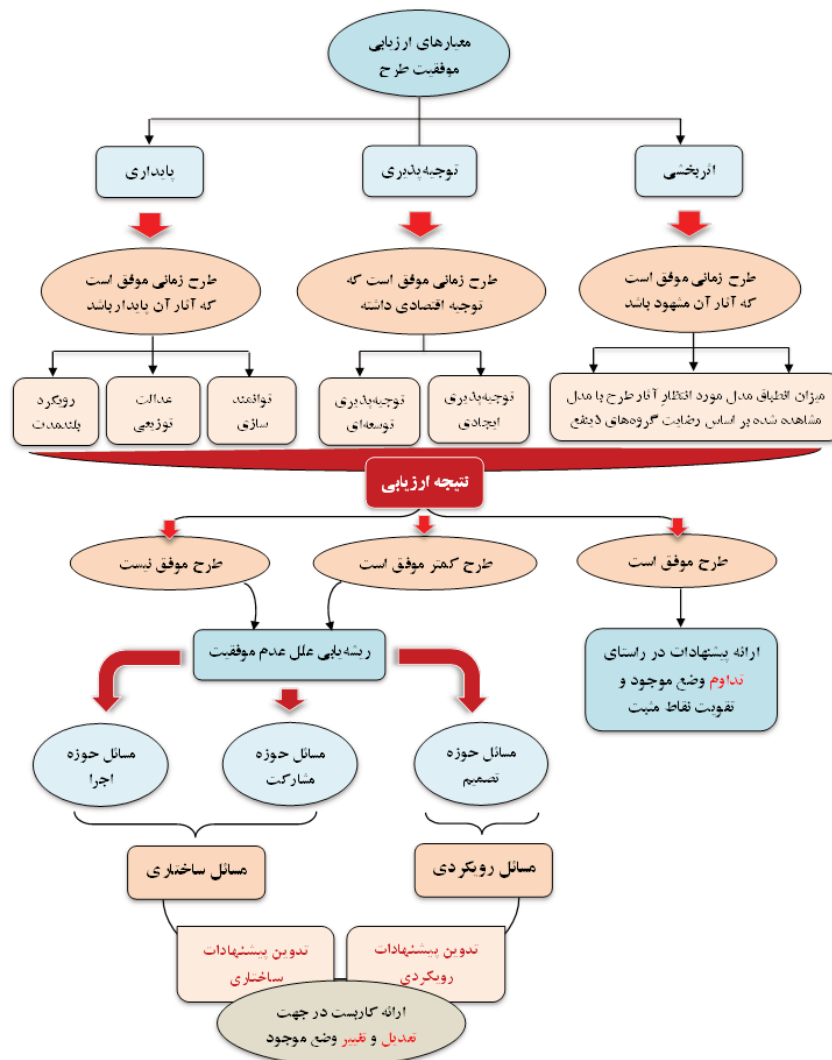 معیارهای ارزیابی
موفقیت طرح
اثربخشی
توجیه‌پذیری
پایداری
طرح زمانی موفق است
که آثار آن مشهود باشد
طرح زمانی موفق است که
توجیه اقتصادی داشته
طرح زمانی موفق است
که آثار آن پایدار باشد
میزان انطباق مدل مورد انتظارِ آثار طرح با مدل
مشاهده شده بر اساس رضایت گروه‌های ذینفع
توجیه‌پذیری
ایجادی
توجیه‌پذیری
توسعه‌ای
توانمند
سازی
عدالت
توزیعی
رویکرد
بلندمدت
نتیجه ارزیابی
طرح موفق است
طرح کمتر موفق است
طرح موفق نیست
ارائه پیشنهادات در راستای
تداوم وضع موجود و
تقویت نقاط مثبت
ریشه‌یابی علل عدم موفقیت
مسائل حوزه
تصمیم
مسائل حوزه
مشارکت
مسائل حوزه
اجرا
مسائل رویکردی
مسائل ساختاری
تدوین پیشنهادات
رویکردی
تدوین پیشنهادات
ساختاری
ارائه کاربست در جهت
تعدیل و تغییر وضع موجود